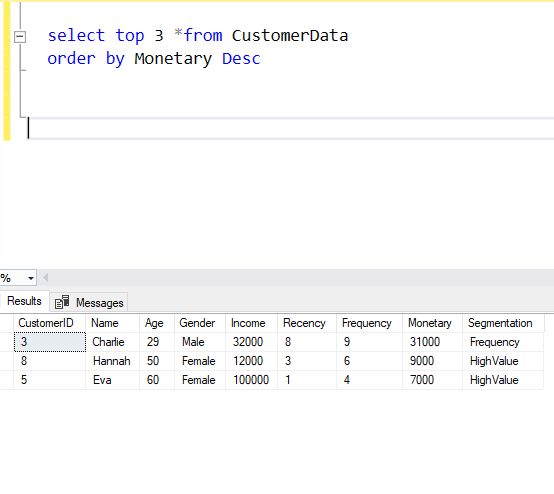 select top 3 *from CustomerData
order by Monetary Desc
%
Results Messages
CustomerID Name Age Gender Income Recency Frequency Monetary Segmentation
3 Charlie 29 Male 32000 8 9 31000 Frequency
8 Hannah 50 Female 12000 3 6 9000 HighValue
5 Eva 60 Female 100000 1 4 7000 HighValue